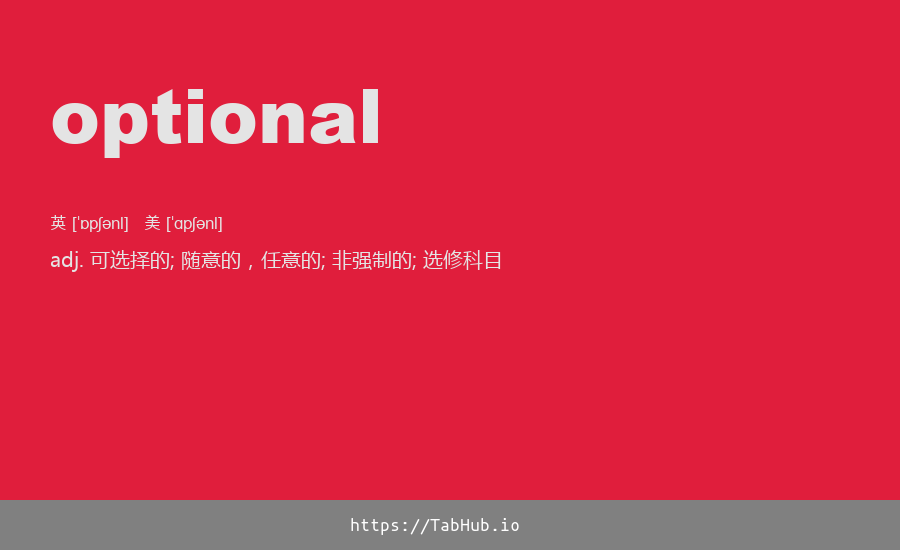 optional
英 [ˈɒpʃənl] 美 [ˈɑpʃənl]
adj. 可选择的; 随意的，任意的; 非强制的; 选修科目
https://TabHub.io